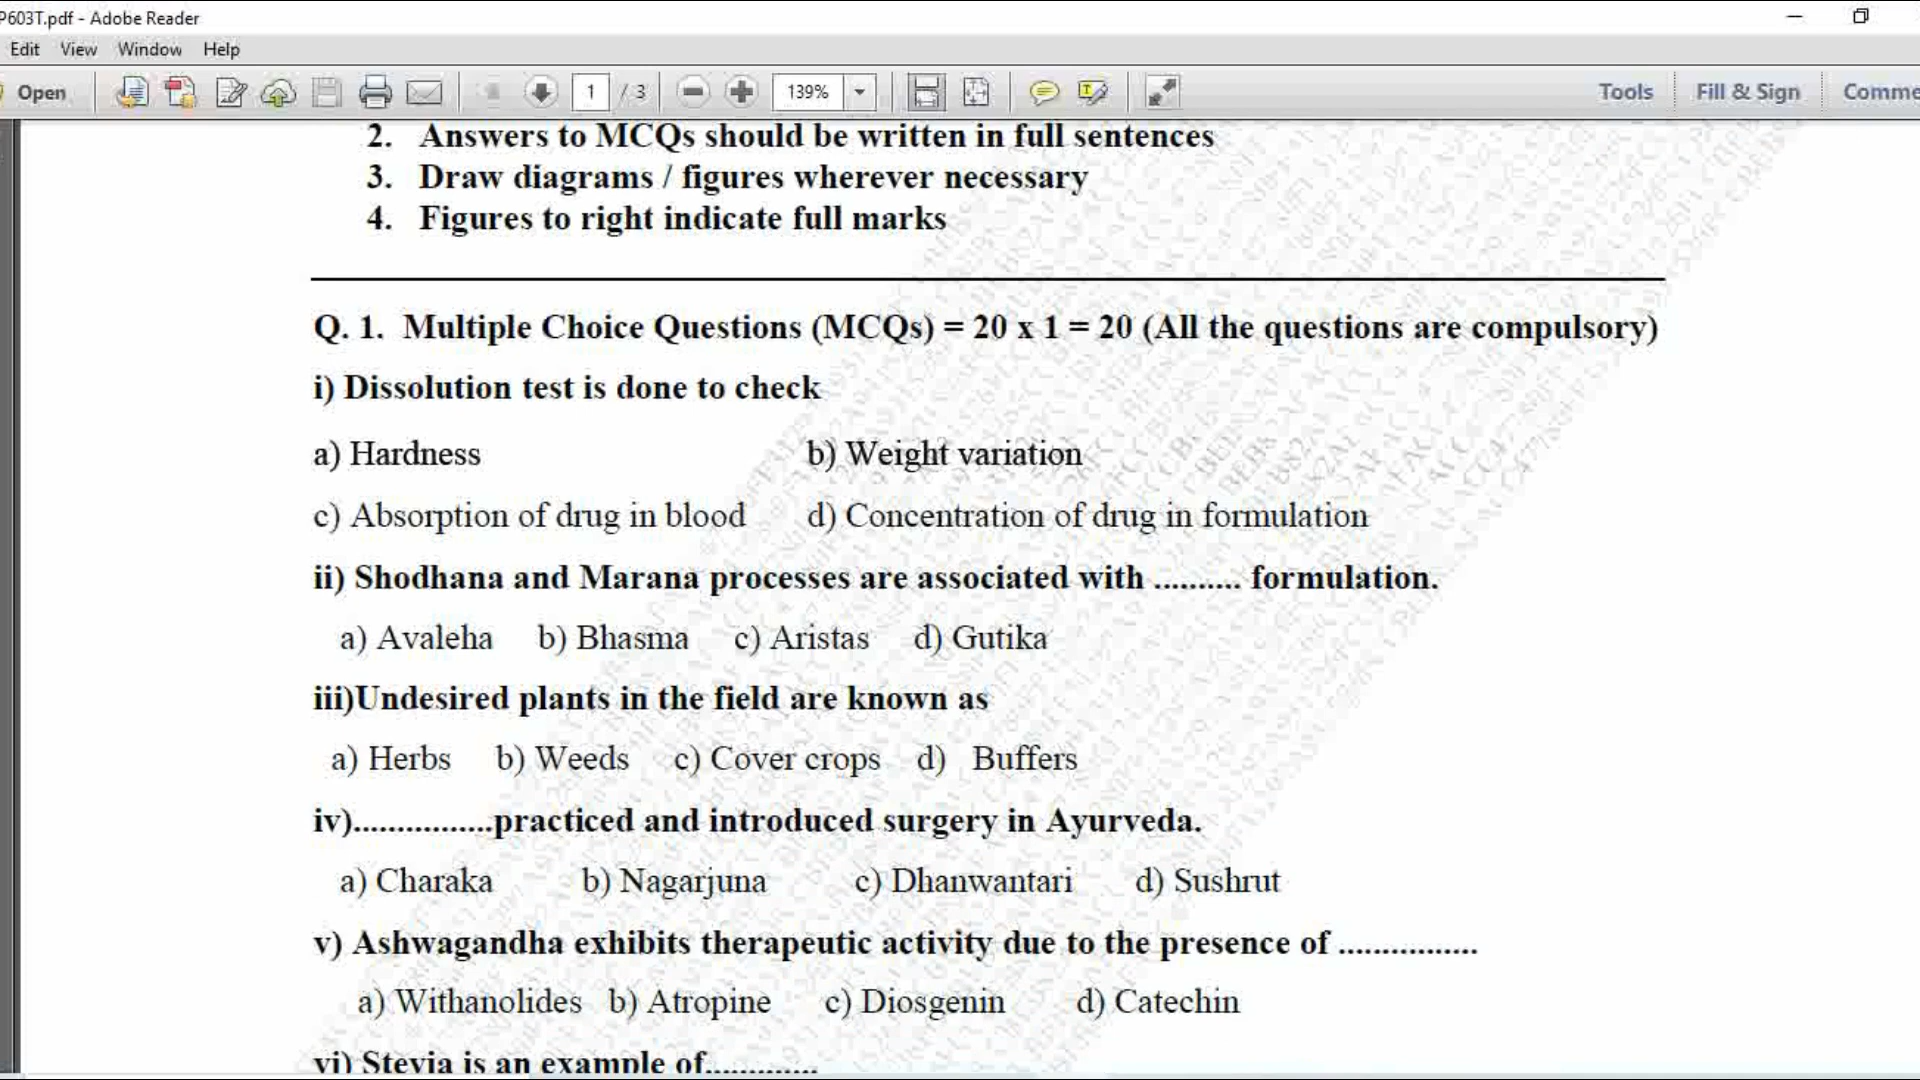 P603T.pdf - Adobe Reader
Edit View Window Help
Open 1 / 3 139% Tools Fill & Sign Comme
2. Answers to MCQs should be written in full sentences
3. Draw diagrams / figures wherever necessary
4. Figures to right indicate full marks
Q. 1. Multiple Choice Questions (MCQs) = 20 x 1 = 20 (All the questions are compulsory)
i) Dissolution test is done to check
a) Hardness b) Weight variation
c) Absorption of drug in blood d) Concentration of drug in formulation
ii) Shodhana and Marana processes are associated with .......... formulation.
a) Avaleha b) Bhasma c) Aristas d) Gutika
iii)Undesired plants in the field are known as
a) Herbs b) Weeds c) Cover crops d) Buffers
iv)................practiced and introduced surgery in Ayurveda.
a) Charaka b) Nagarjuna c) Dhanwantari d) Sushrut
v) Ashwagandha exhibits therapeutic activity due to the presence of ................
a) Withanolides b) Atropine c) Diosgenin d) Catechin
vi) Stevia is an example of.............